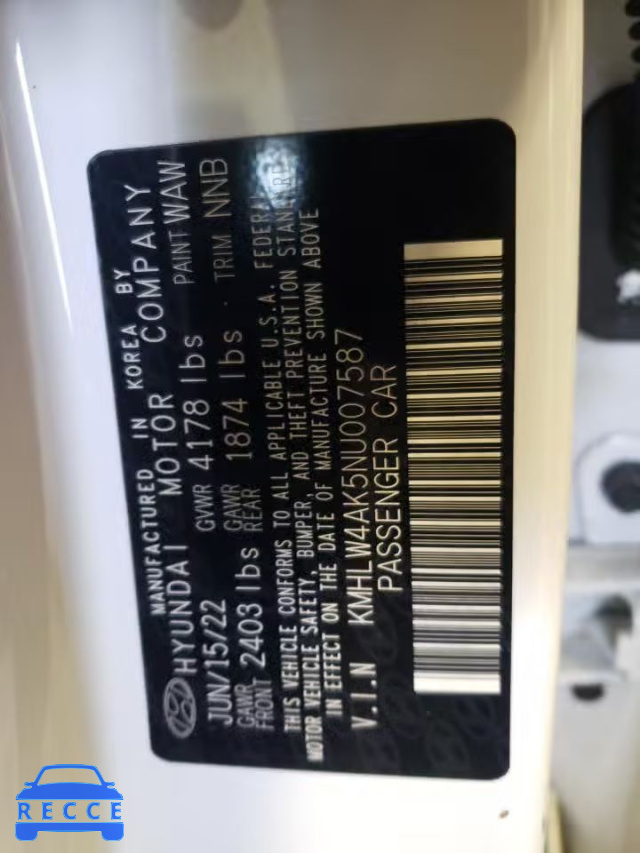 MANUFACTURED IN KOREA BY
HYUNDAI MOTOR COMPANY
JUN/15/22 GVWR 4178 lbs PAINT WAW
GAWR FRONT 2403 lbs GAWR REAR 1874 lbs TRIM NNB
THIS VEHICLE CONFORMS TO ALL APPLICABLE U.S.A. FEDERAL
MOTOR VEHICLE SAFETY, BUMPER, AND THEFT PREVENTION STANDARDS
IN EFFECT ON THE DATE OF MANUFACTURE SHOWN ABOVE
V.I.N KMHLW4AK5NU007587
PASSENGER CAR
RECCE